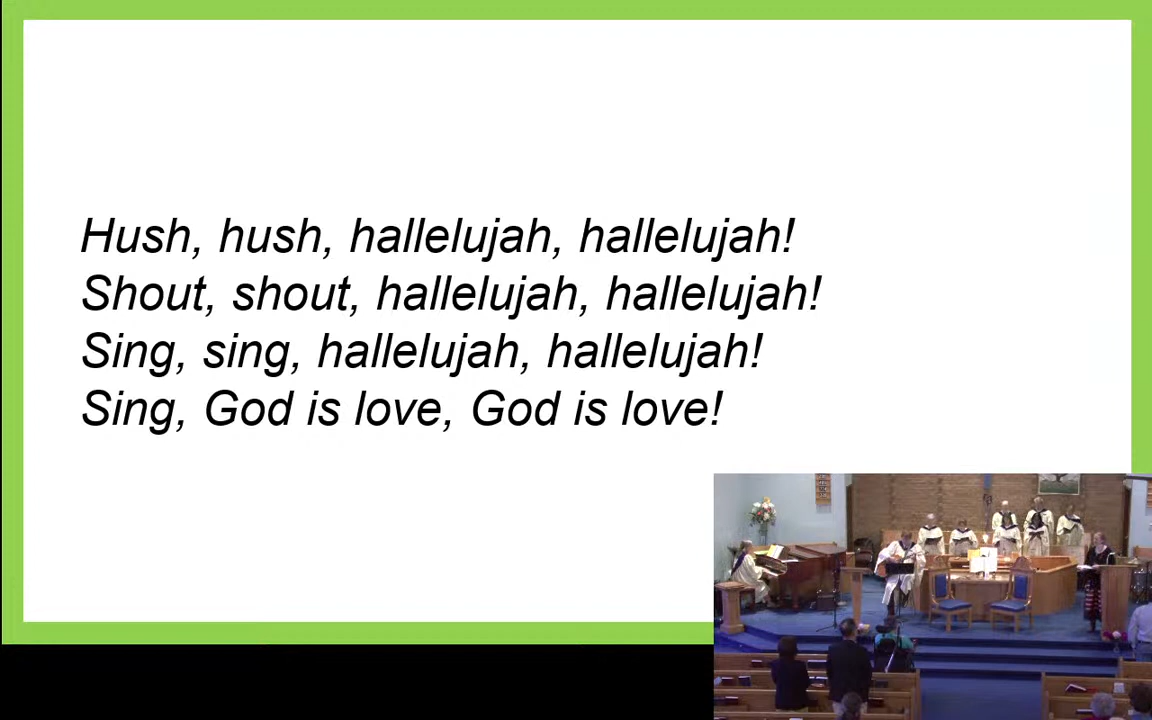 Hush, hush, hallelujah, hallelujah!
Shout, shout, hallelujah, hallelujah!
Sing, sing, hallelujah, hallelujah!
Sing, God is love, God is love!